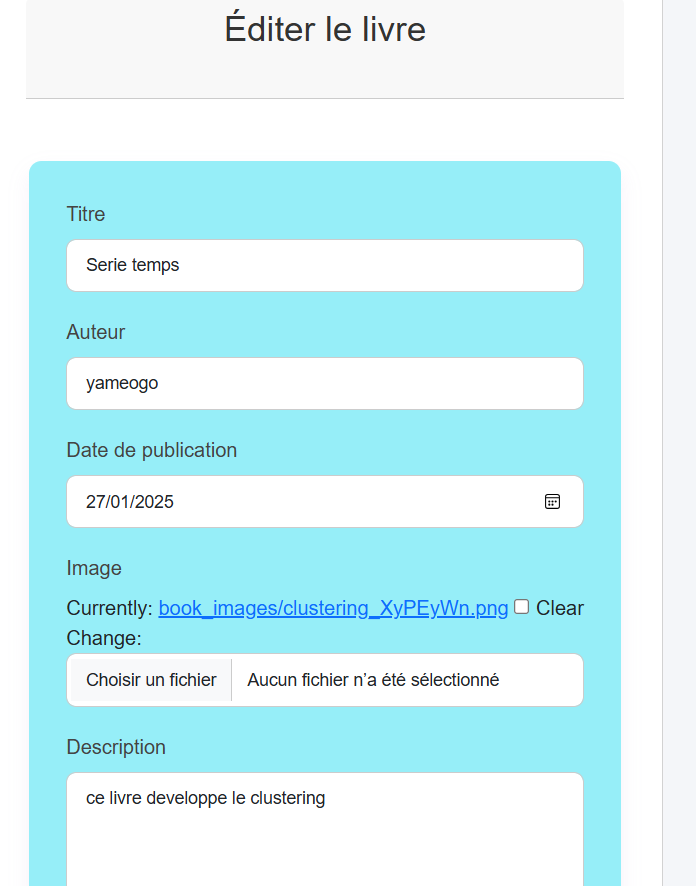 Éditer le livre
Titre
Serie temps
Auteur
yameogo
Date de publication
27/01/2025
Image
Currently: book_images/clustering_XyPEyWn.png Clear
Change:
Choisir un fichier Aucun fichier n’a été sélectionné
Description
ce livre developpe le clustering